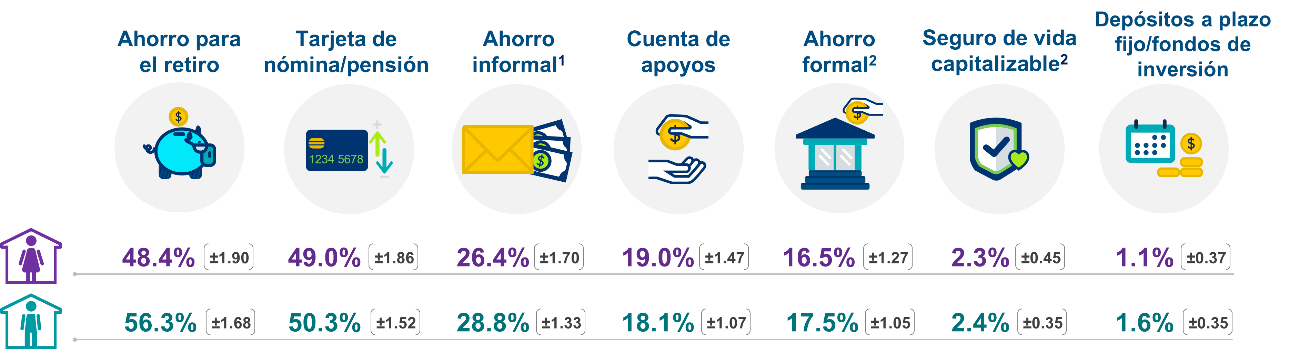 Ahorro para
el retiro
Tarjeta de
nómina/pensión
Ahorro
informal¹
Cuenta de
apoyos
Ahorro
formal²
Seguro de vida
capitalizable²
Depósitos a plazo
fijo/fondos de
inversión
$
1234 5678
+
−
$
$
$
$
48.4% ±1.90 49.0% ±1.86 26.4% ±1.70 19.0% ±1.47 16.5% ±1.27 2.3% ±0.45 1.1% ±0.37
56.3% ±1.68 50.3% ±1.52 28.8% ±1.33 18.1% ±1.07 17.5% ±1.05 2.4% ±0.35 1.6% ±0.35